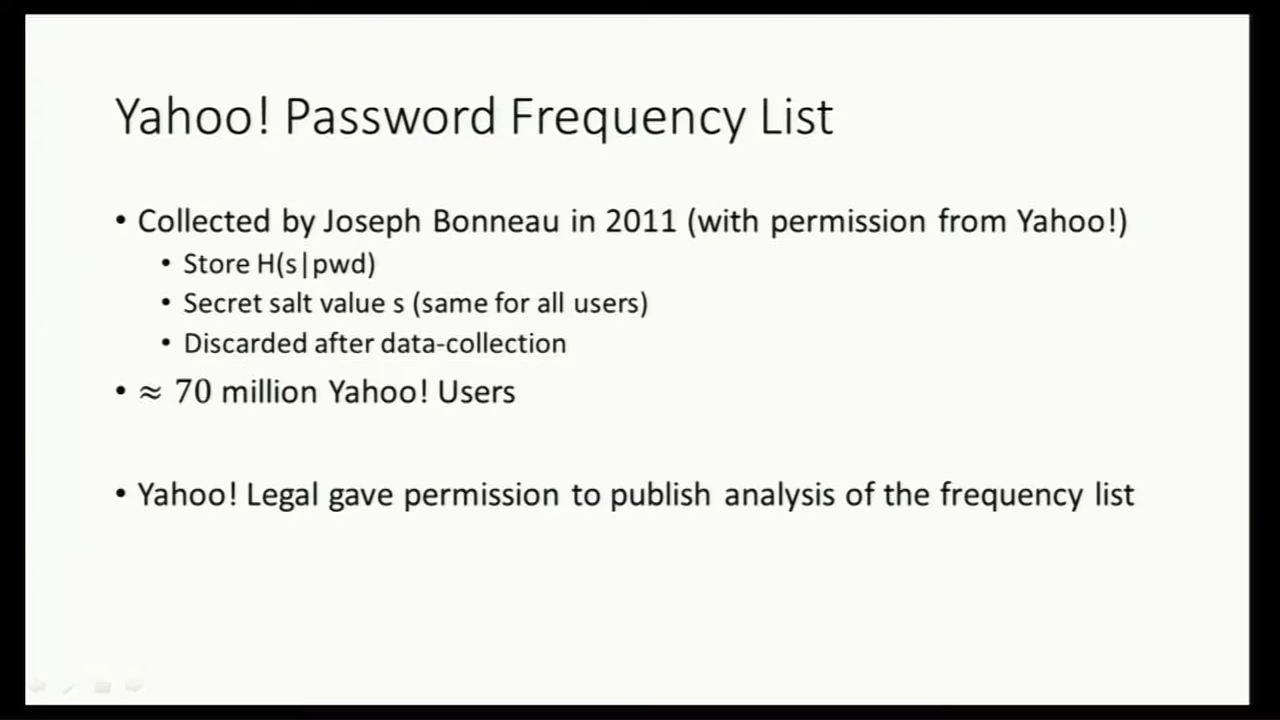 Yahoo! Password Frequency List
• Collected by Joseph Bonneau in 2011 (with permission from Yahoo!)
• Store H(s|pwd)
• Secret salt value s (same for all users)
• Discarded after data-collection
• ≈ 70 million Yahoo! Users
• Yahoo! Legal gave permission to publish analysis of the frequency list